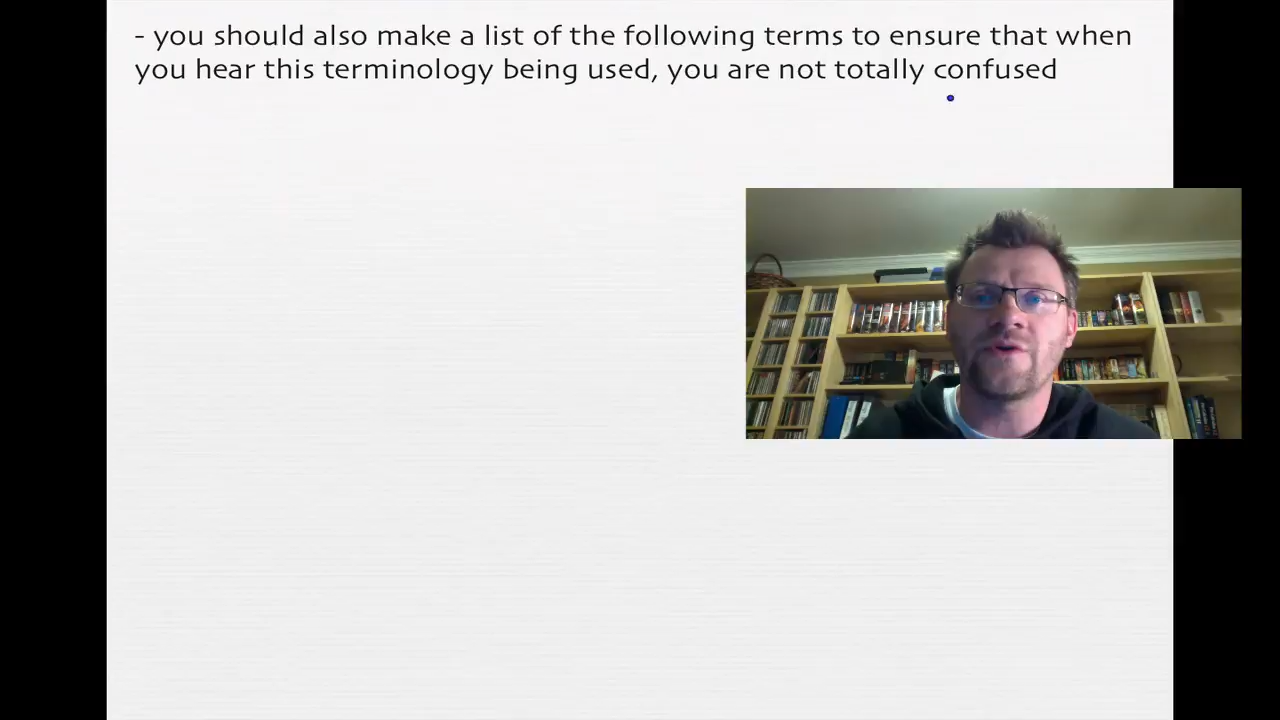 - you should also make a list of the following terms to ensure that when
you hear this terminology being used, you are not totally confused